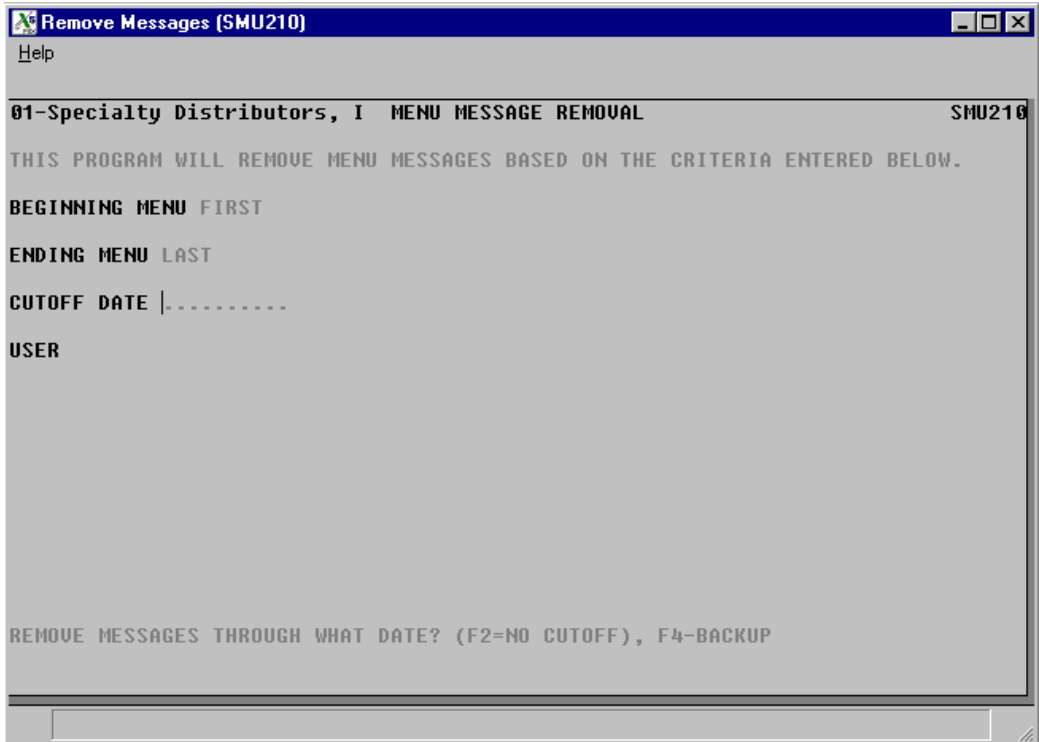 Remove Messages (SMU210)
Help
01-Specialty Distributors, I MENU MESSAGE REMOVAL SMU210
THIS PROGRAM WILL REMOVE MENU MESSAGES BASED ON THE CRITERIA ENTERED BELOW.
BEGINNING MENU FIRST
ENDING MENU LAST
CUTOFF DATE ..........
USER
REMOVE MESSAGES THROUGH WHAT DATE? (F2=NO CUTOFF), F4-BACKUP